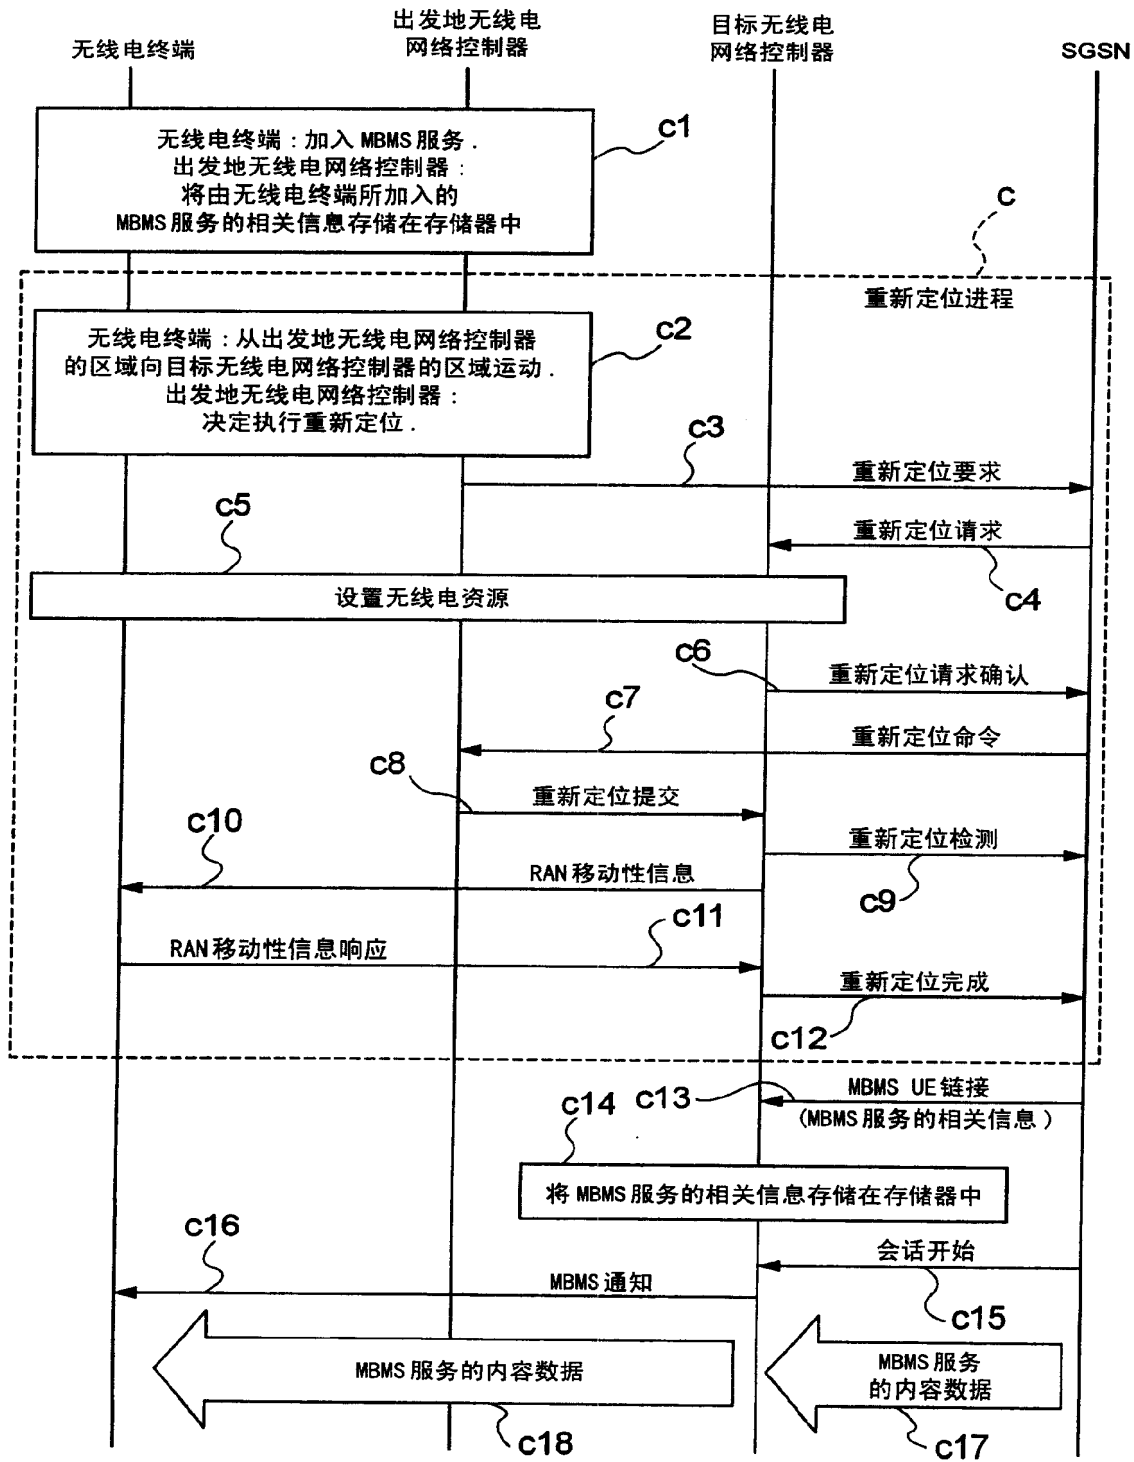 无线电终端
出发地无线电
网络控制器
目标无线电
网络控制器
SGSN
无线电终端:加入 MBMS 服务.
出发地无线电网络控制器:
将由无线电终端所加入的
MBMS 服务的相关信息存储在存储器中
c1
c
重新定位进程
无线电终端:从出发地无线电网络控制器
的区域向目标无线电网络控制器的区域运动.
出发地无线电网络控制器:
决定执行重新定位.
c2
c3
重新定位要求
c5
重新定位请求
c4
设置无线电资源
c6
重新定位请求确认
c7
重新定位命令
c8
重新定位提交
c10
重新定位检测
RAN 移动性信息
c9
c11
RAN 移动性信息响应
重新定位完成
c12
c13
MBMS UE 链接
(MBMS 服务的相关信息)
c14
将 MBMS 服务的相关信息存储在存储器中
c16
会话开始
MBMS 通知
c15
MBMS 服务的内容数据
MBMS 服务
的内容数据
c18
c17